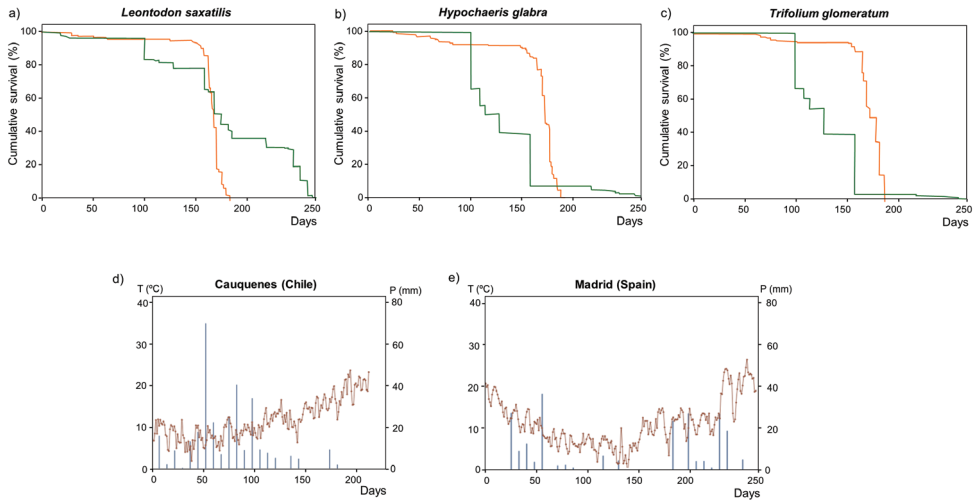 a) Leontodon saxatilis
b) Hypochaeris glabra
c) Trifolium glomeratum
Cumulative survival (%)
100
80
60
40
20
0
0 50 100 150 200 250
Days
Cumulative survival (%)
100
80
60
40
20
0
0 50 100 150 200 250
Days
Cumulative survival (%)
100
80
60
40
20
0
0 50 100 150 200 250
Days
d) Cauquenes (Chile)
T (ºC)
P (mm)
40
30
20
10
0
80
60
40
20
0
0 50 100 150 200
Days
e) Madrid (Spain)
T (ºC)
P (mm)
40
30
20
10
0
80
60
40
20
0
0 50 100 150 200 250
Days